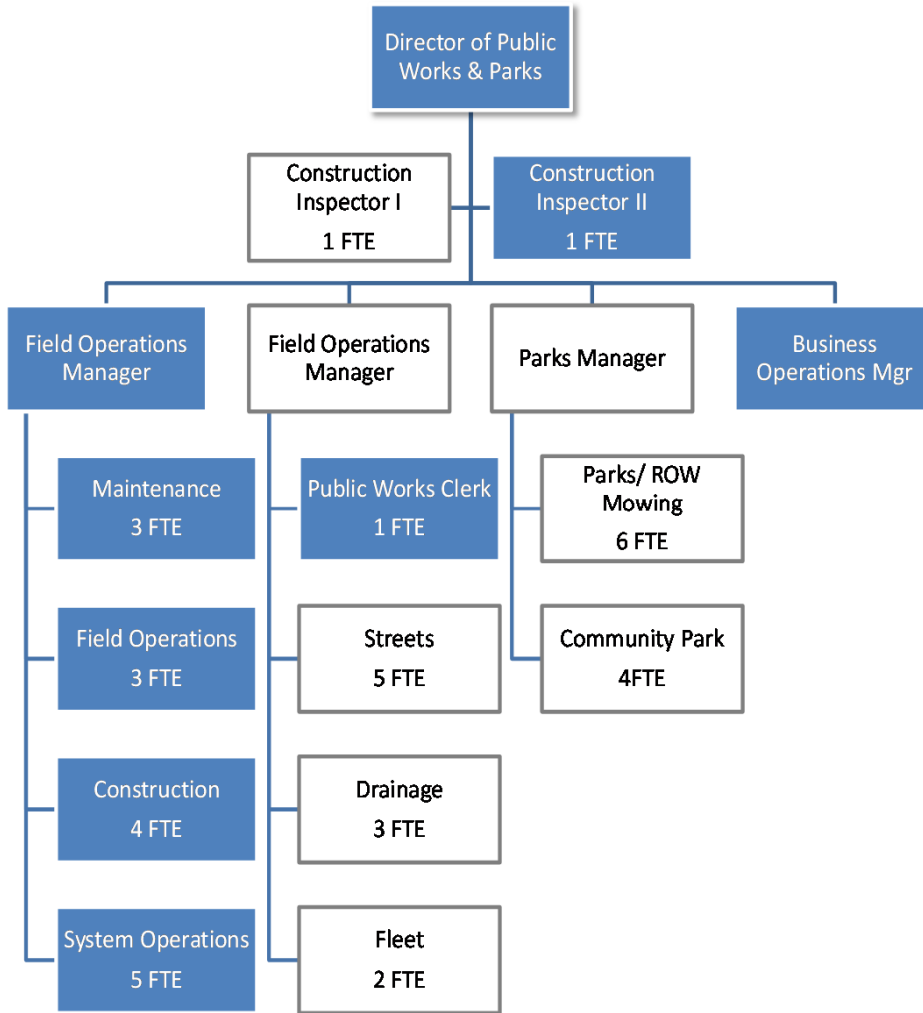 Director of Public
Works & Parks
Construction
Inspector I
1 FTE
Construction
Inspector II
1 FTE
Field Operations
Manager
Field Operations
Manager
Parks Manager
Business
Operations Mgr
Maintenance
3 FTE
Public Works Clerk
1 FTE
Parks/ ROW
Mowing
6 FTE
Field Operations
3 FTE
Streets
5 FTE
Community Park
4FTE
Construction
4 FTE
Drainage
3 FTE
System Operations
5 FTE
Fleet
2 FTE